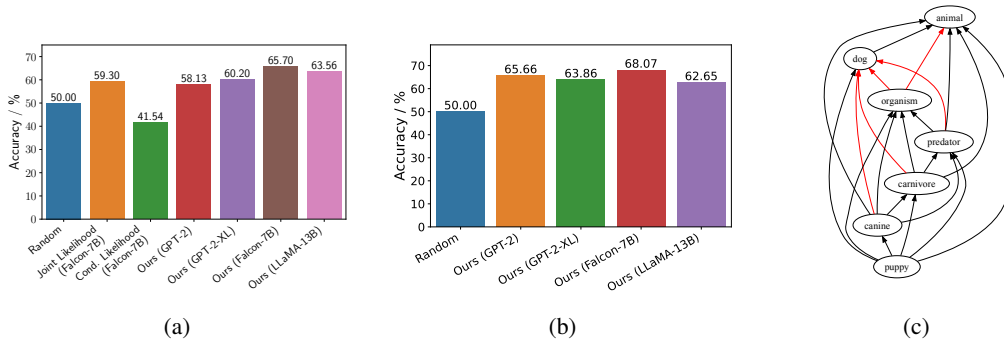 70
60
50
40
30
20
10
0
Accuracy / %
50.00
59.30
41.54
58.13
60.20
65.70
63.56
Random
Joint Likelihood
(Falcon-7B)
Cond. Likelihood
(Falcon-7B)
Ours (GPT-2)
Ours (GPT-2-XL)
Ours (Falcon-7B)
Ours (LLaMA-13B)
(a)
70
60
50
40
30
20
10
0
Accuracy / %
50.00
65.66
63.86
68.07
62.65
Random
Ours (GPT-2)
Ours (GPT-2-XL)
Ours (Falcon-7B)
Ours (LLaMA-13B)
(b)
animal
dog
organism
predator
carnivore
canine
puppy
(c)